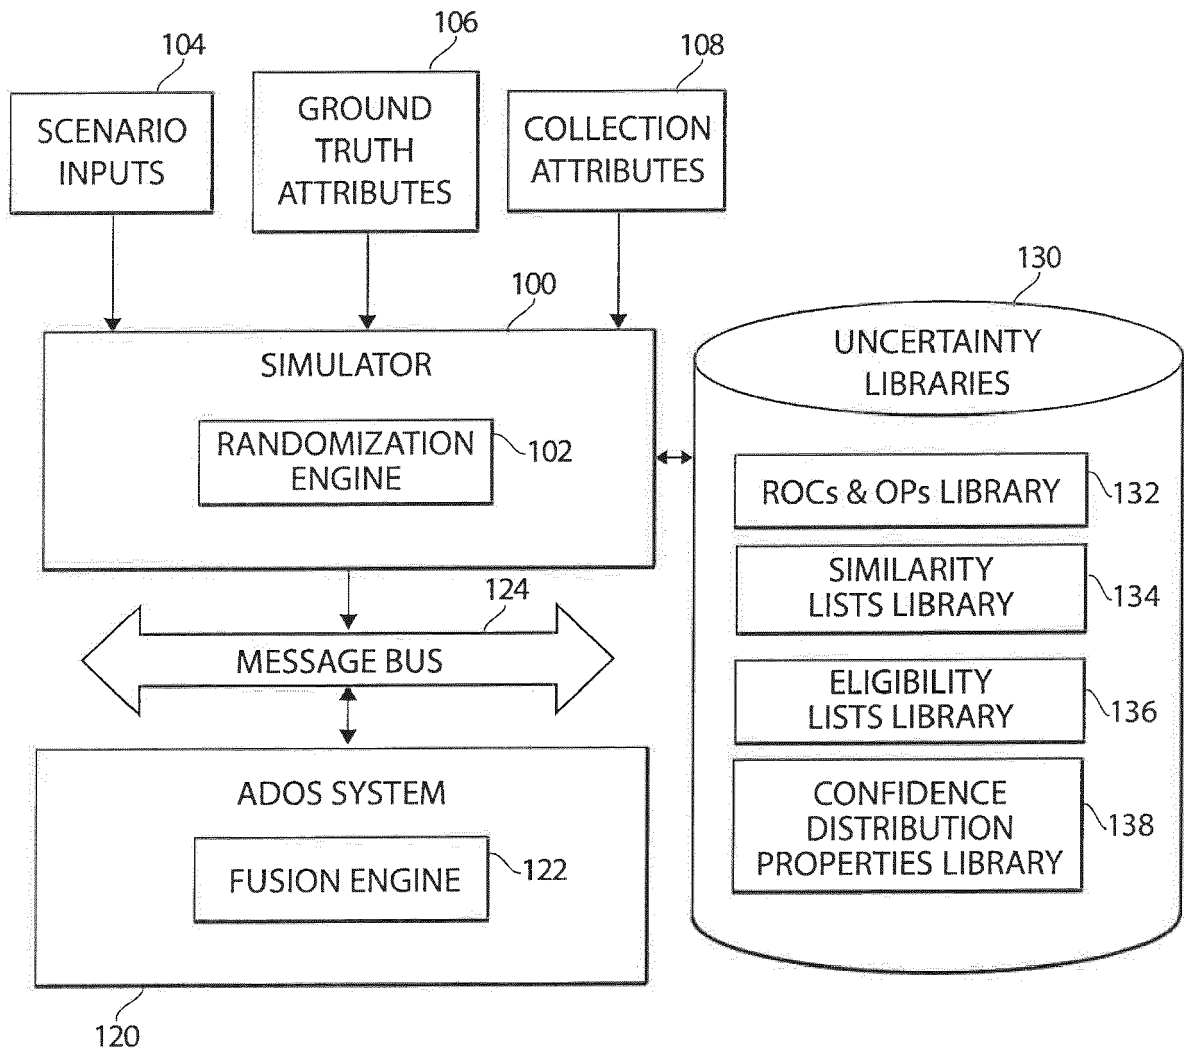 104
106
108
SCENARIO
INPUTS
GROUND
TRUTH
ATTRIBUTES
COLLECTION
ATTRIBUTES
100
130
SIMULATOR
RANDOMIZATION
ENGINE
102
UNCERTAINTY
LIBRARIES
ROCs & OPs LIBRARY
132
SIMILARITY
LISTS LIBRARY
134
ELIGIBILITY
LISTS LIBRARY
136
CONFIDENCE
DISTRIBUTION
PROPERTIES LIBRARY
138
124
MESSAGE BUS
ADOS SYSTEM
FUSION ENGINE
122
120